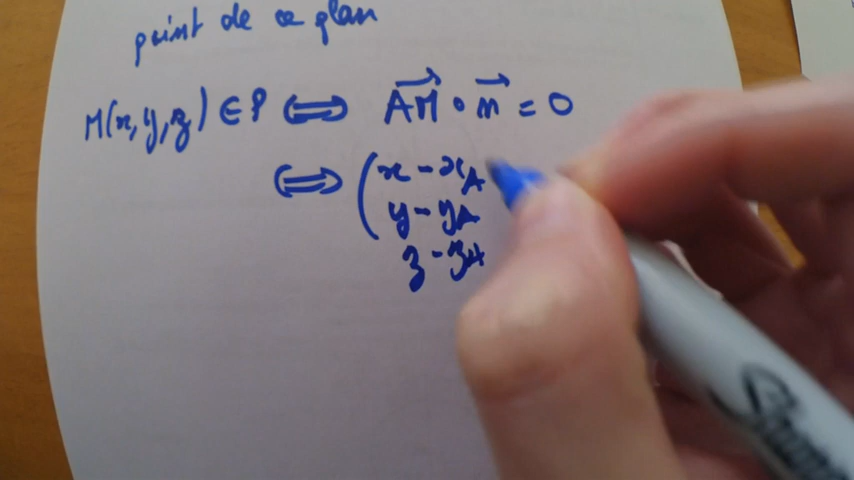 point de ce plan
M(x, y, z) ∈ P ⟺ AM→ • n→ = 0
⟺ ( x - xA
y - yA
z - zA